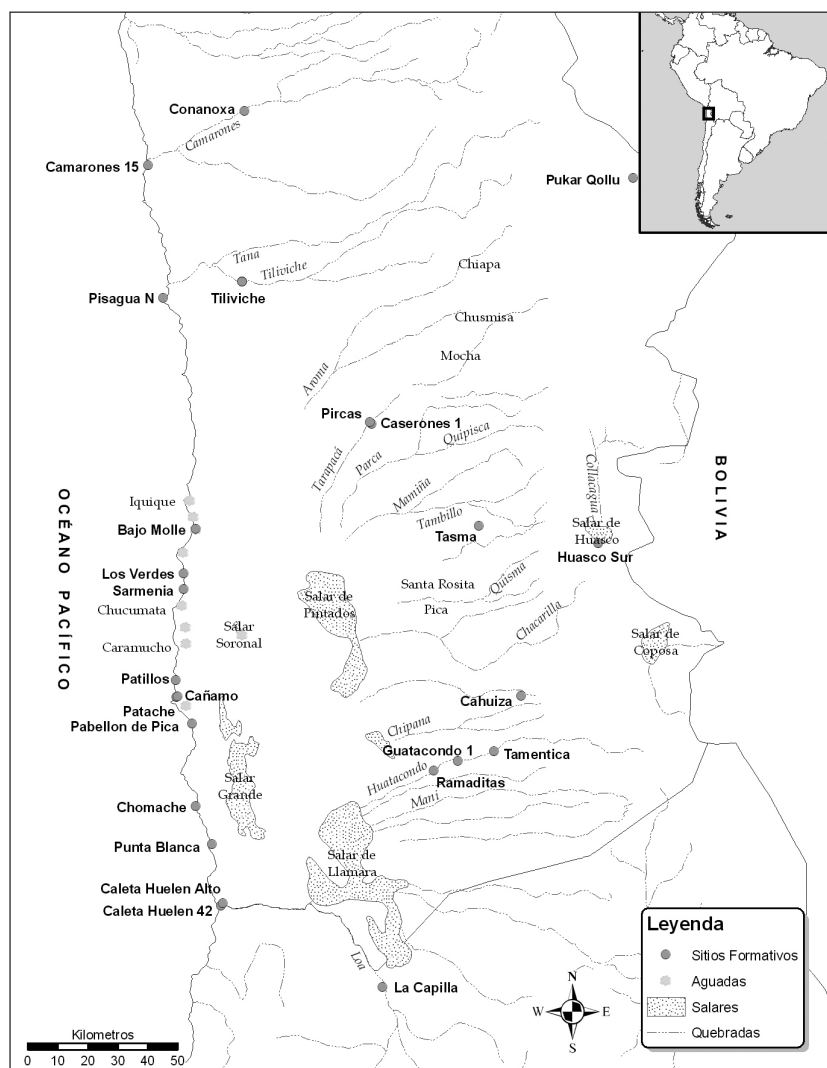 Conanoxa
Camarones
Camarones 15
Pukar Qollu
Tana
Tiliviche
Chiapa
Pisagua N
Tiliviche
Chusmisa
Mocha
Aroma
Pircas
Caserones 1
Quipisca
Tarapacá
Parca
Collacagua
BOLIVIA
Mamiña
Iquique
Tambillo
OCÉANO PACÍFICO
Bajo Molle
Tasma
Salar de
Huasco
Huasco Sur
Los Verdes
Sarmenia
Santa Rosita
Quisma
Salar de
Pintados
Chucumata
Pica
Salar
Soronal
Chacarilla
Caramucho
Salar de
Coposa
Patillos
Cañamo
Cahuiza
Patache
Pabellon de Pica
Chipana
Guatacondo 1
Tamentica
Huatacondo
Ramaditas
Salar
Grande
Mani
Chomache
Punta Blanca
Salar de
Llamara
Caleta Huelen Alto
Caleta Huelen 42
Loa
La Capilla
Leyenda
Sitios Formativos
Aguadas
Salares
Quebradas
N
W
E
S
Kilometros
0 10 20 30 40 50